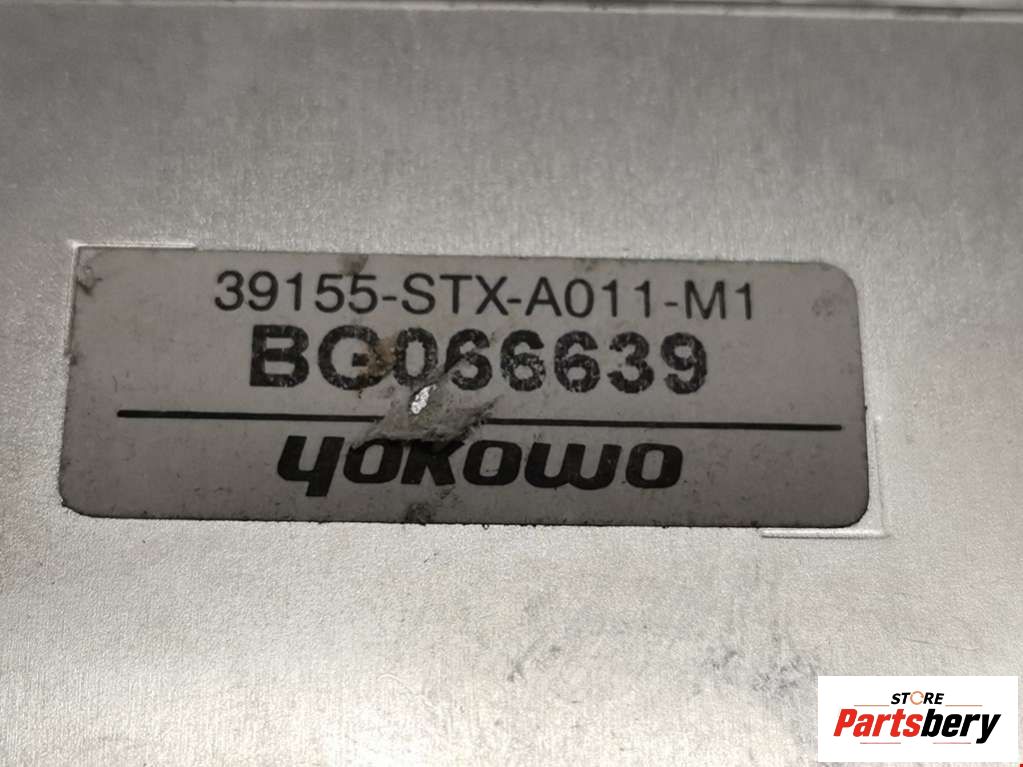 39155-STX-A011-M1
BG066639
yokowo
STORE
Partsbery